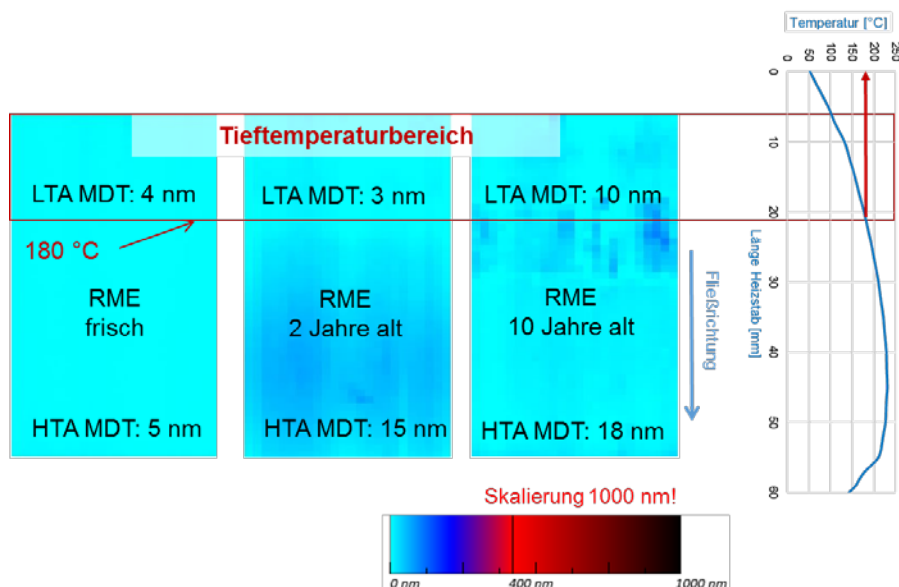 Temperatur [°C]
0 50 100 150 200 250
0
10
20
30
40
50
60
Länge Heizstab [mm]
Tieftemperaturbereich
LTA MDT: 4 nm
LTA MDT: 3 nm
LTA MDT: 10 nm
180 °C
RME
frisch
RME
2 Jahre alt
RME
10 Jahre alt
Fließrichtung
HTA MDT: 5 nm
HTA MDT: 15 nm
HTA MDT: 18 nm
Skalierung 1000 nm!
0 nm
400 nm
1000 nm